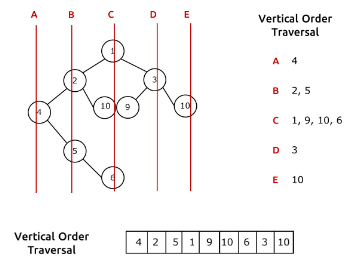 A B C D E
Vertical Order
Traversal
1
2 3
4 10 9 10
5
6
A 4
B 2, 5
C 1, 9, 10, 6
D 3
E 10
Vertical Order
Traversal
4 2 5 1 9 10 6 3 10